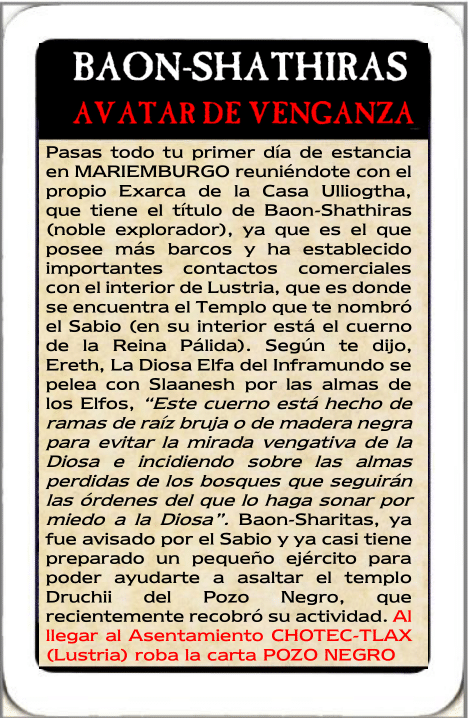 BAON-SHATHIRAS
AVATAR DE VENGANZA
Pasas todo tu primer día de estancia
en MARIEMBURGO reuniéndote con el
propio Exarca de la Casa Ulliogtha,
que tiene el título de Baon-Shathiras
(noble explorador), ya que es el que
posee más barcos y ha establecido
importantes contactos comerciales
con el interior de Lustria, que es donde
se encuentra el Templo que te nombró
el Sabio (en su interior está el cuerno
de la Reina Pálida). Según te dijo,
Ereth, La Diosa Elfa del Inframundo se
pelea con Slaanesh por las almas de
los Elfos, “Este cuerno está hecho de
ramas de raíz bruja o de madera negra
para evitar la mirada vengativa de la
Diosa e incidiendo sobre las almas
perdidas de los bosques que seguirán
las órdenes del que lo haga sonar por
miedo a la Diosa”. Baon-Sharitas, ya
fue avisado por el Sabio y ya casi tiene
preparado un pequeño ejército para
poder ayudarte a asaltar el templo
Druchii del Pozo Negro, que
recientemente recobró su actividad. Al
llegar al Asentamiento CHOTEC-TLAX
(Lustria) roba la carta POZO NEGRO